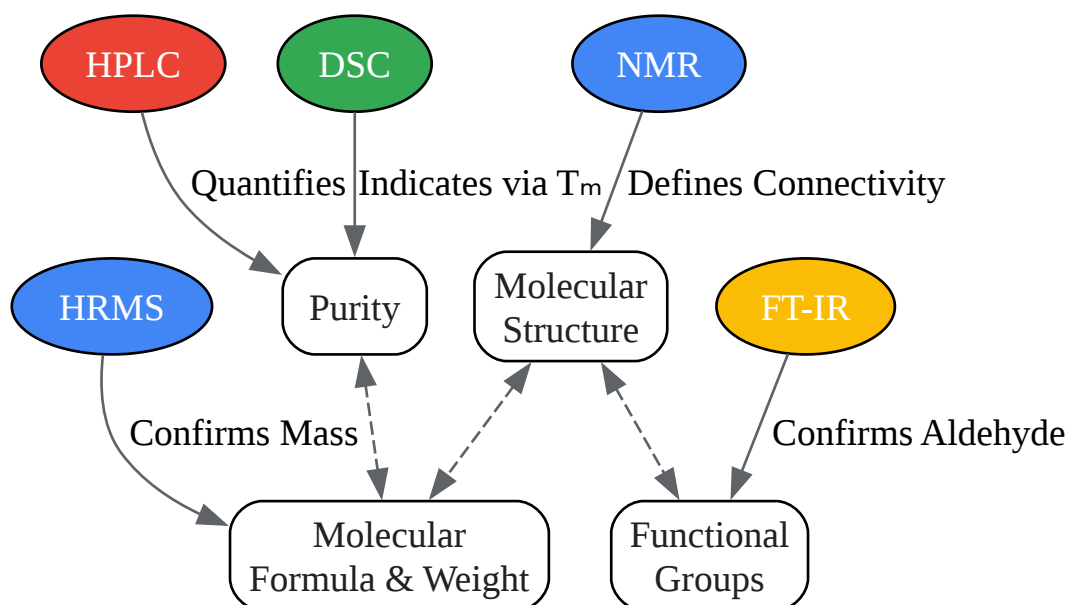 HPLC
DSC
NMR
Quantifies
Indicates via Tₘ
Defines Connectivity
HRMS
Purity
Molecular
Structure
FT-IR
Confirms Mass
Confirms Aldehyde
Molecular
Formula & Weight
Functional
Groups